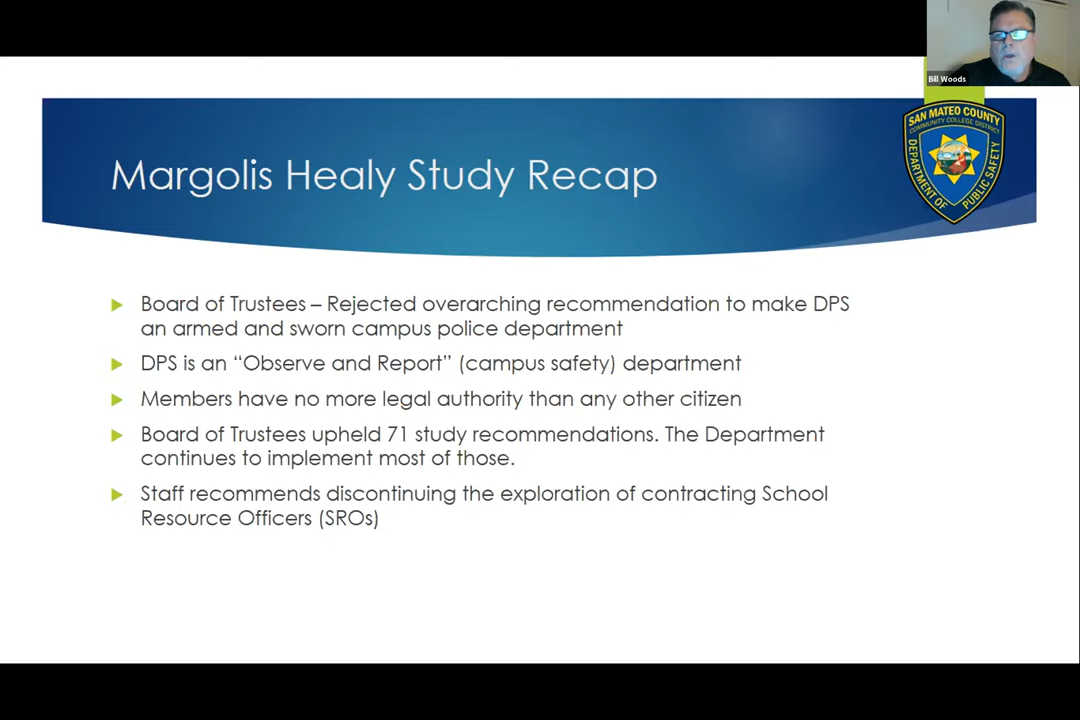 Bill Woods
SAN MATEO COUNTY
COMMUNITY COLLEGE DISTRICT
DEPARTMENT OF
PUBLIC SAFETY
Margolis Healy Study Recap
Board of Trustees – Rejected overarching recommendation to make DPS
an armed and sworn campus police department
DPS is an “Observe and Report” (campus safety) department
Members have no more legal authority than any other citizen
Board of Trustees upheld 71 study recommendations. The Department
continues to implement most of those.
Staff recommends discontinuing the exploration of contracting School
Resource Officers (SROs)